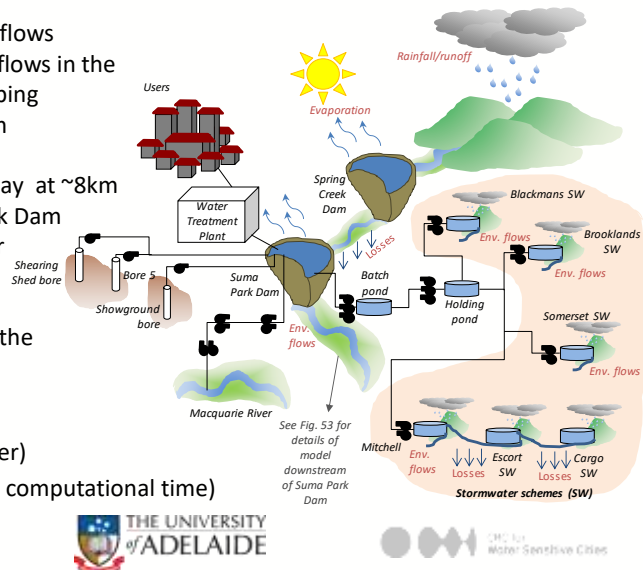 flows
flows in the
ping
n
ay at ~8km
k Dam
r
the
er)
computational time)
Rainfall/runoff
Users
Evaporation
Spring
Creek
Dam
Water
Treatment
Plant
Losses
Blackmans SW
Env. flows
Brooklands
SW
Env. flows
Shearing
Shed bore
Bore 5
Showground
bore
Suma
Park Dam
Batch
pond
Holding
pond
Env.
flows
Somerset SW
Env. flows
Macquarie River
See Fig. 53 for
details of
model
downstream
of Suma Park
Dam
Mitchell
Env.
flows
Losses
Escort
SW
Losses
Cargo
SW
Stormwater schemes (SW)
THE UNIVERSITY
of ADELAIDE
CRC for
Water Sensitive Cities